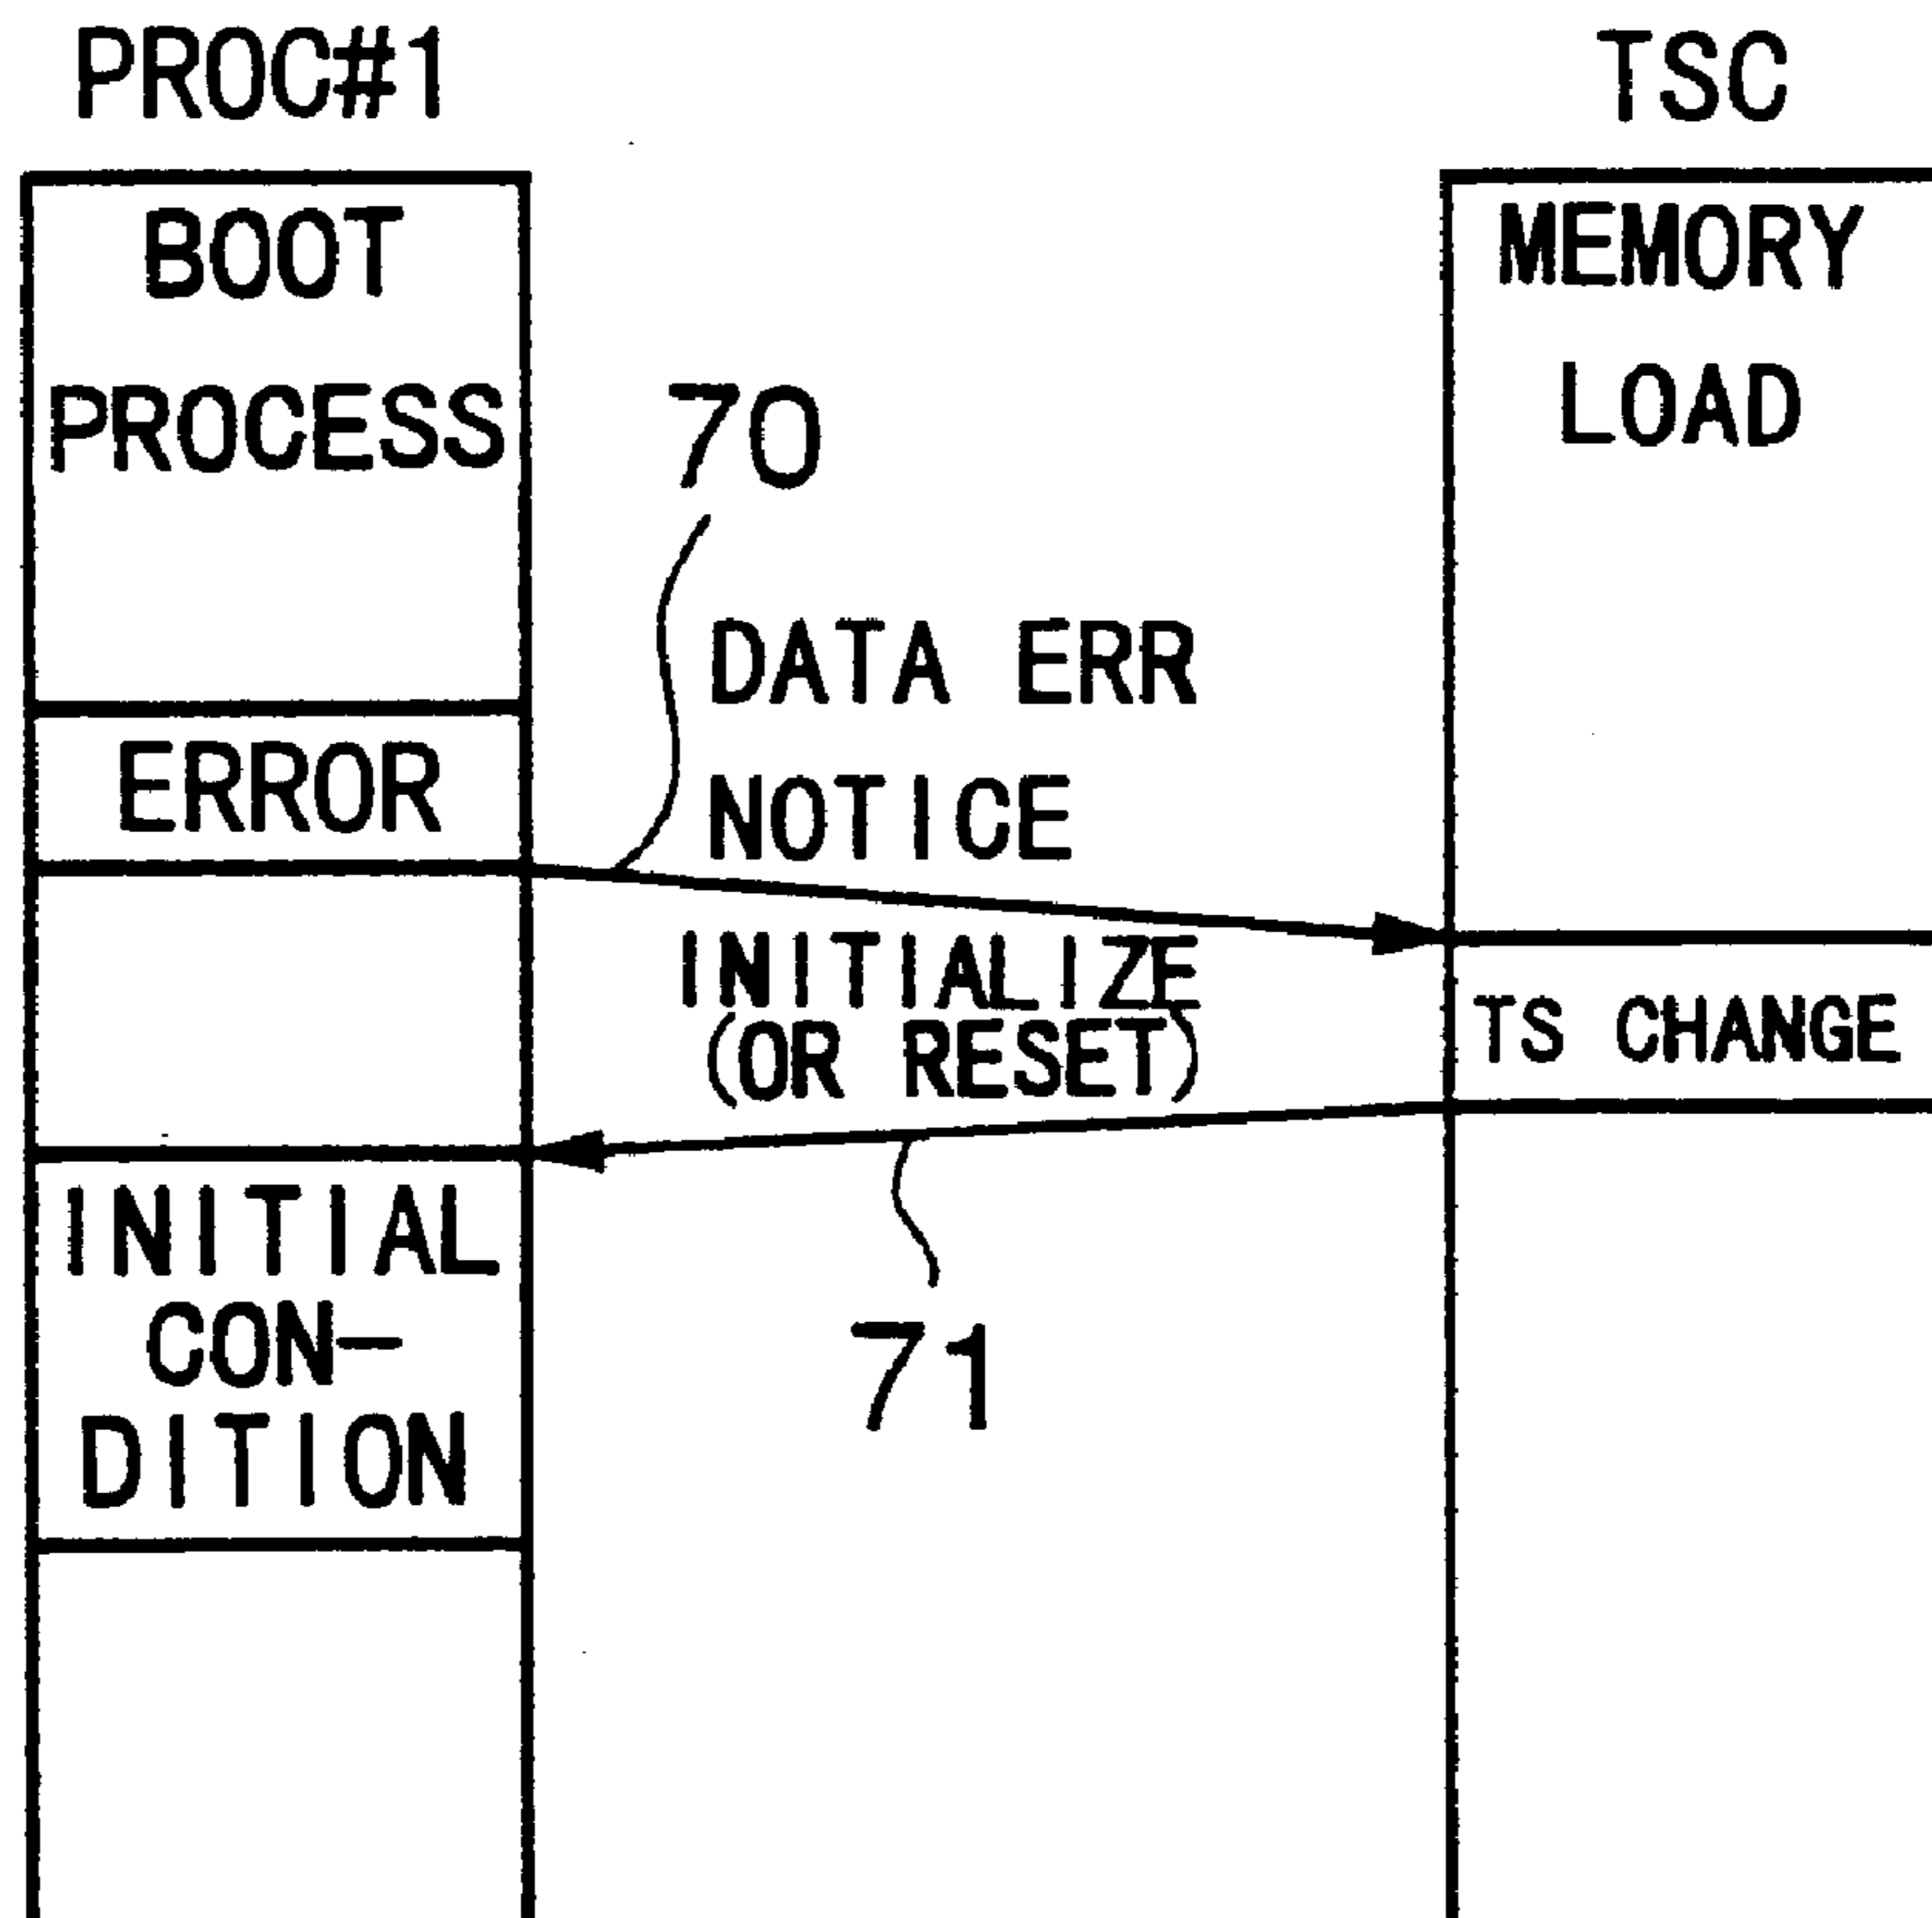 PROC#1
TSC
BOOT
PROCESS
MEMORY
LOAD
70
DATA ERR
NOTICE
ERROR
INITIALIZE
(OR RESET)
TS CHANGE
INITIAL
CON-
DITION
71